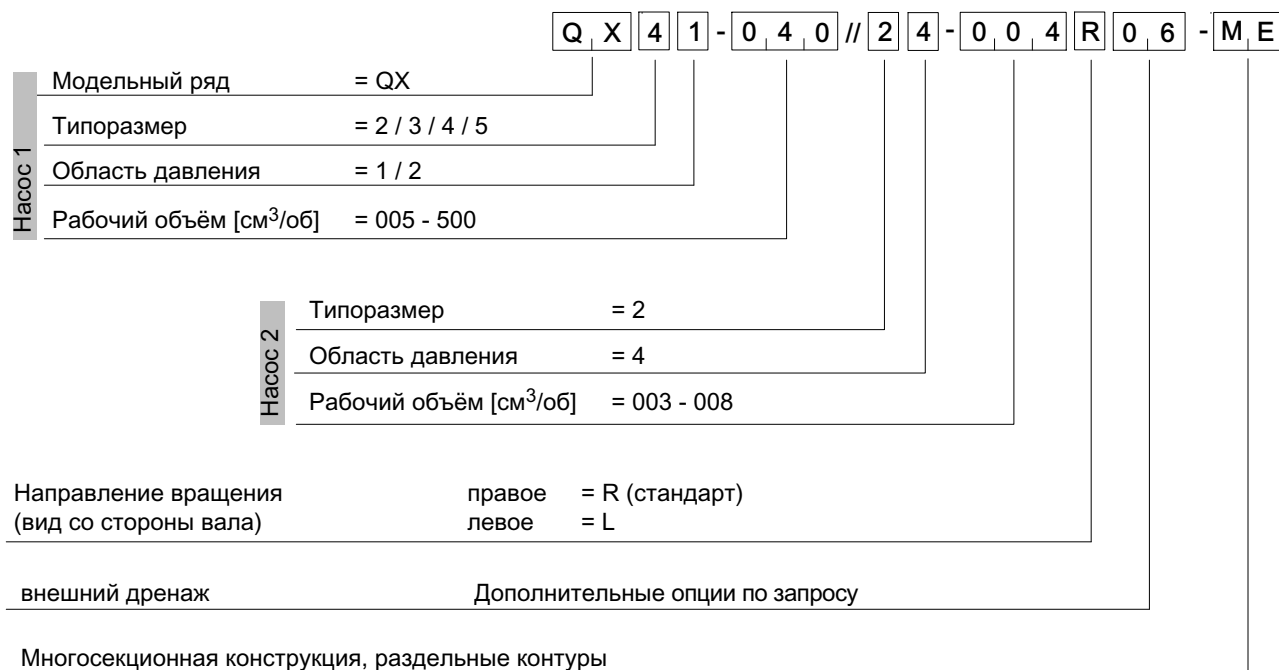 QX41-040//24-004R06-ME
Насос 1
Модельный ряд = QX
Типоразмер = 2 / 3 / 4 / 5
Область давления = 1 / 2
Рабочий объём [см³/об] = 005 - 500
Насос 2
Типоразмер = 2
Область давления = 4
Рабочий объём [см³/об] = 003 - 008
Направление вращения правое = R (стандарт)
(вид со стороны вала) левое = L
внешний дренаж Дополнительные опции по запросу
Многосекционная конструкция, раздельные контуры